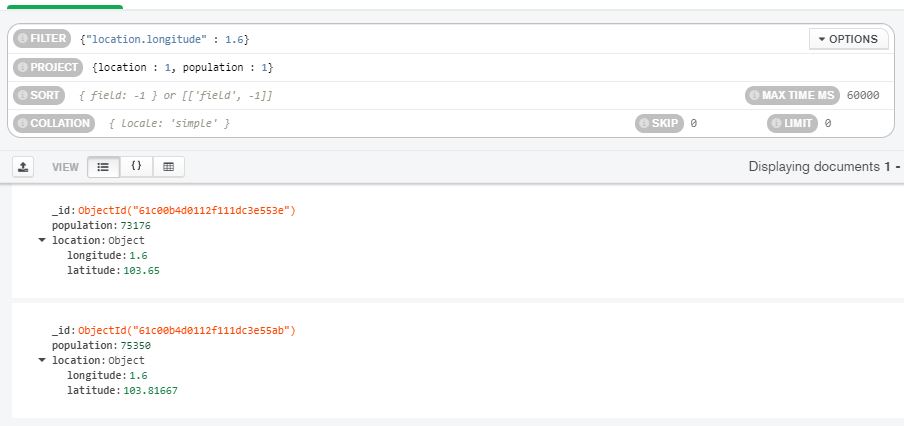 FILTER {"location.longitude" : 1.6} OPTIONS
PROJECT {location : 1, population : 1}
SORT { field: -1 } or [['field', -1]] MAX TIME MS 60000
COLLATION { locale: 'simple' } SKIP 0 LIMIT 0
VIEW {} Displaying documents 1 -
_id:ObjectId("61c00b4d0112f111dc3e553e")
population:73176
location:Object
longitude:1.6
latitude:103.65
_id:ObjectId("61c00b4d0112f111dc3e55ab")
population:75350
location:Object
longitude:1.6
latitude:103.81667